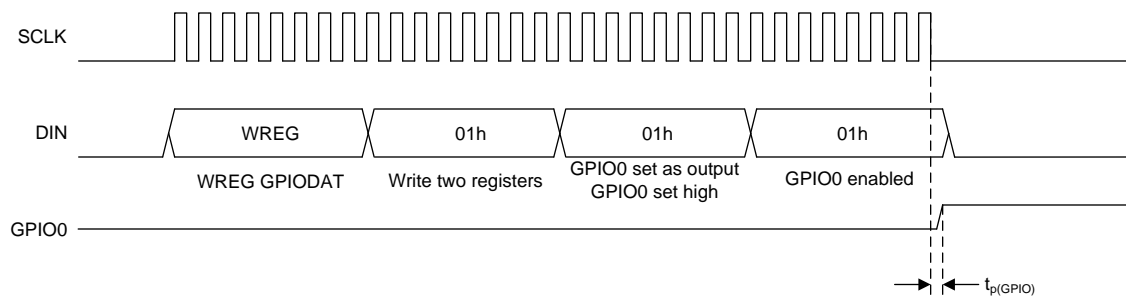 SCLK
DIN
WREG
01h
01h
01h
WREG GPIODAT
Write two registers
GPIO0 set as output
GPIO0 set high
GPIO0 enabled
GPIO0
tp(GPIO)